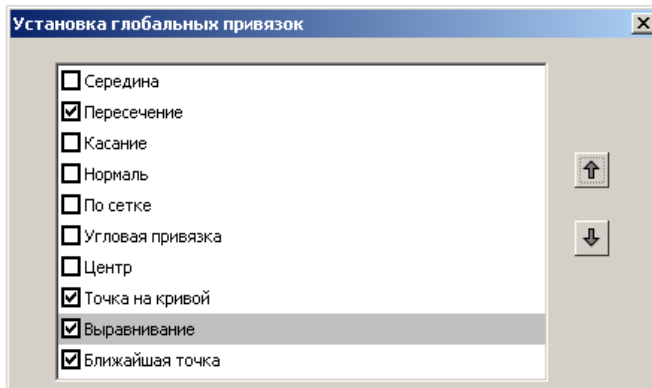 Установка глобальных привязок
Середина
Пересечение
Касание
Нормаль
По сетке
Угловая привязка
Центр
Точка на кривой
Выравнивание
Ближайшая точка